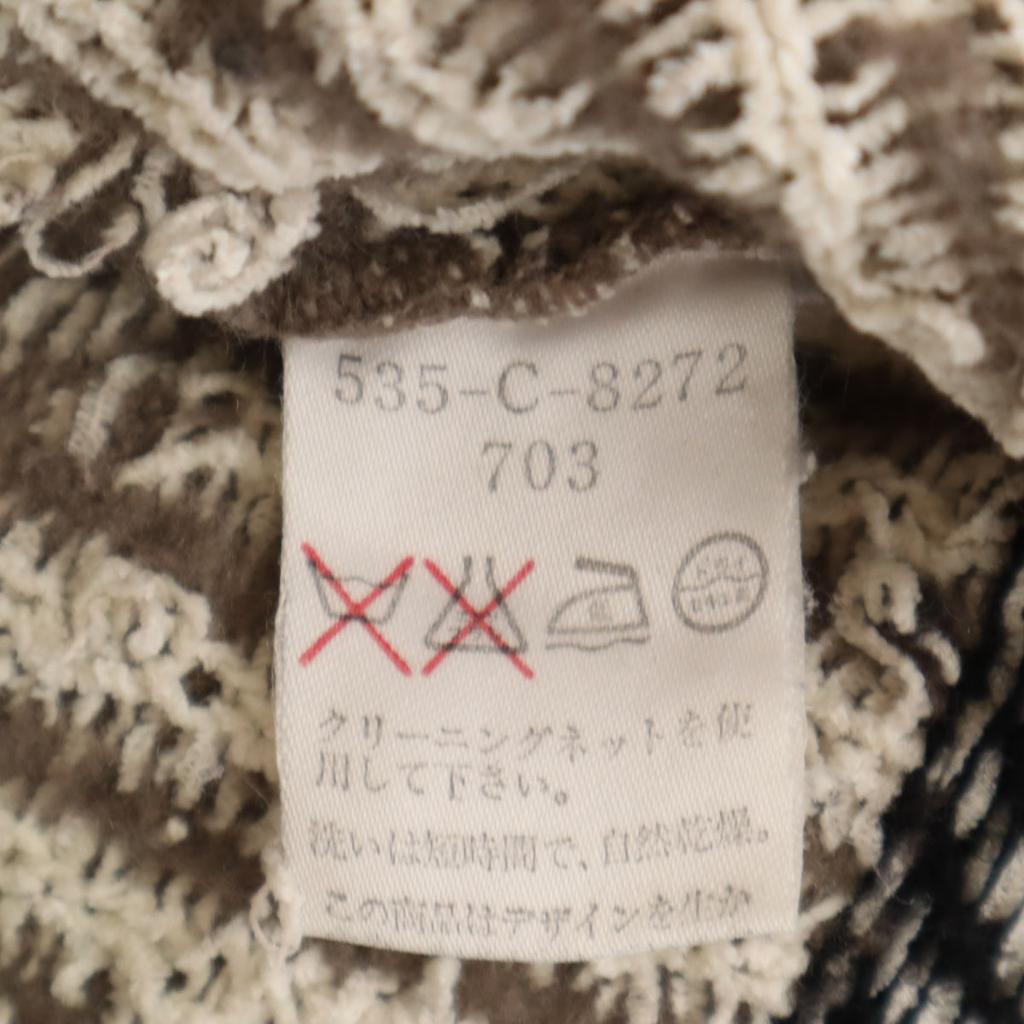 535-C-8272
703
クリーニングネットを使
用して下さい。
洗いは短時間で、自然乾燥。
この商品はデザインを生か